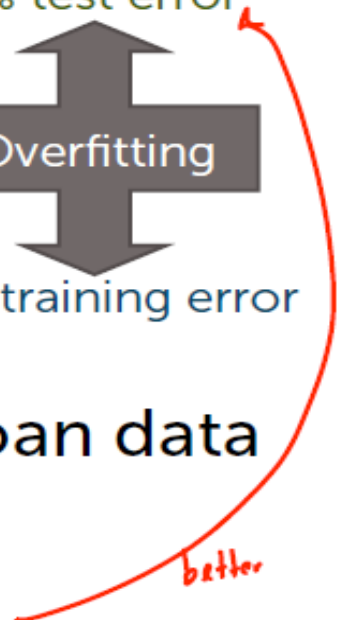 % test error
Overfitting
training error
oan data
better